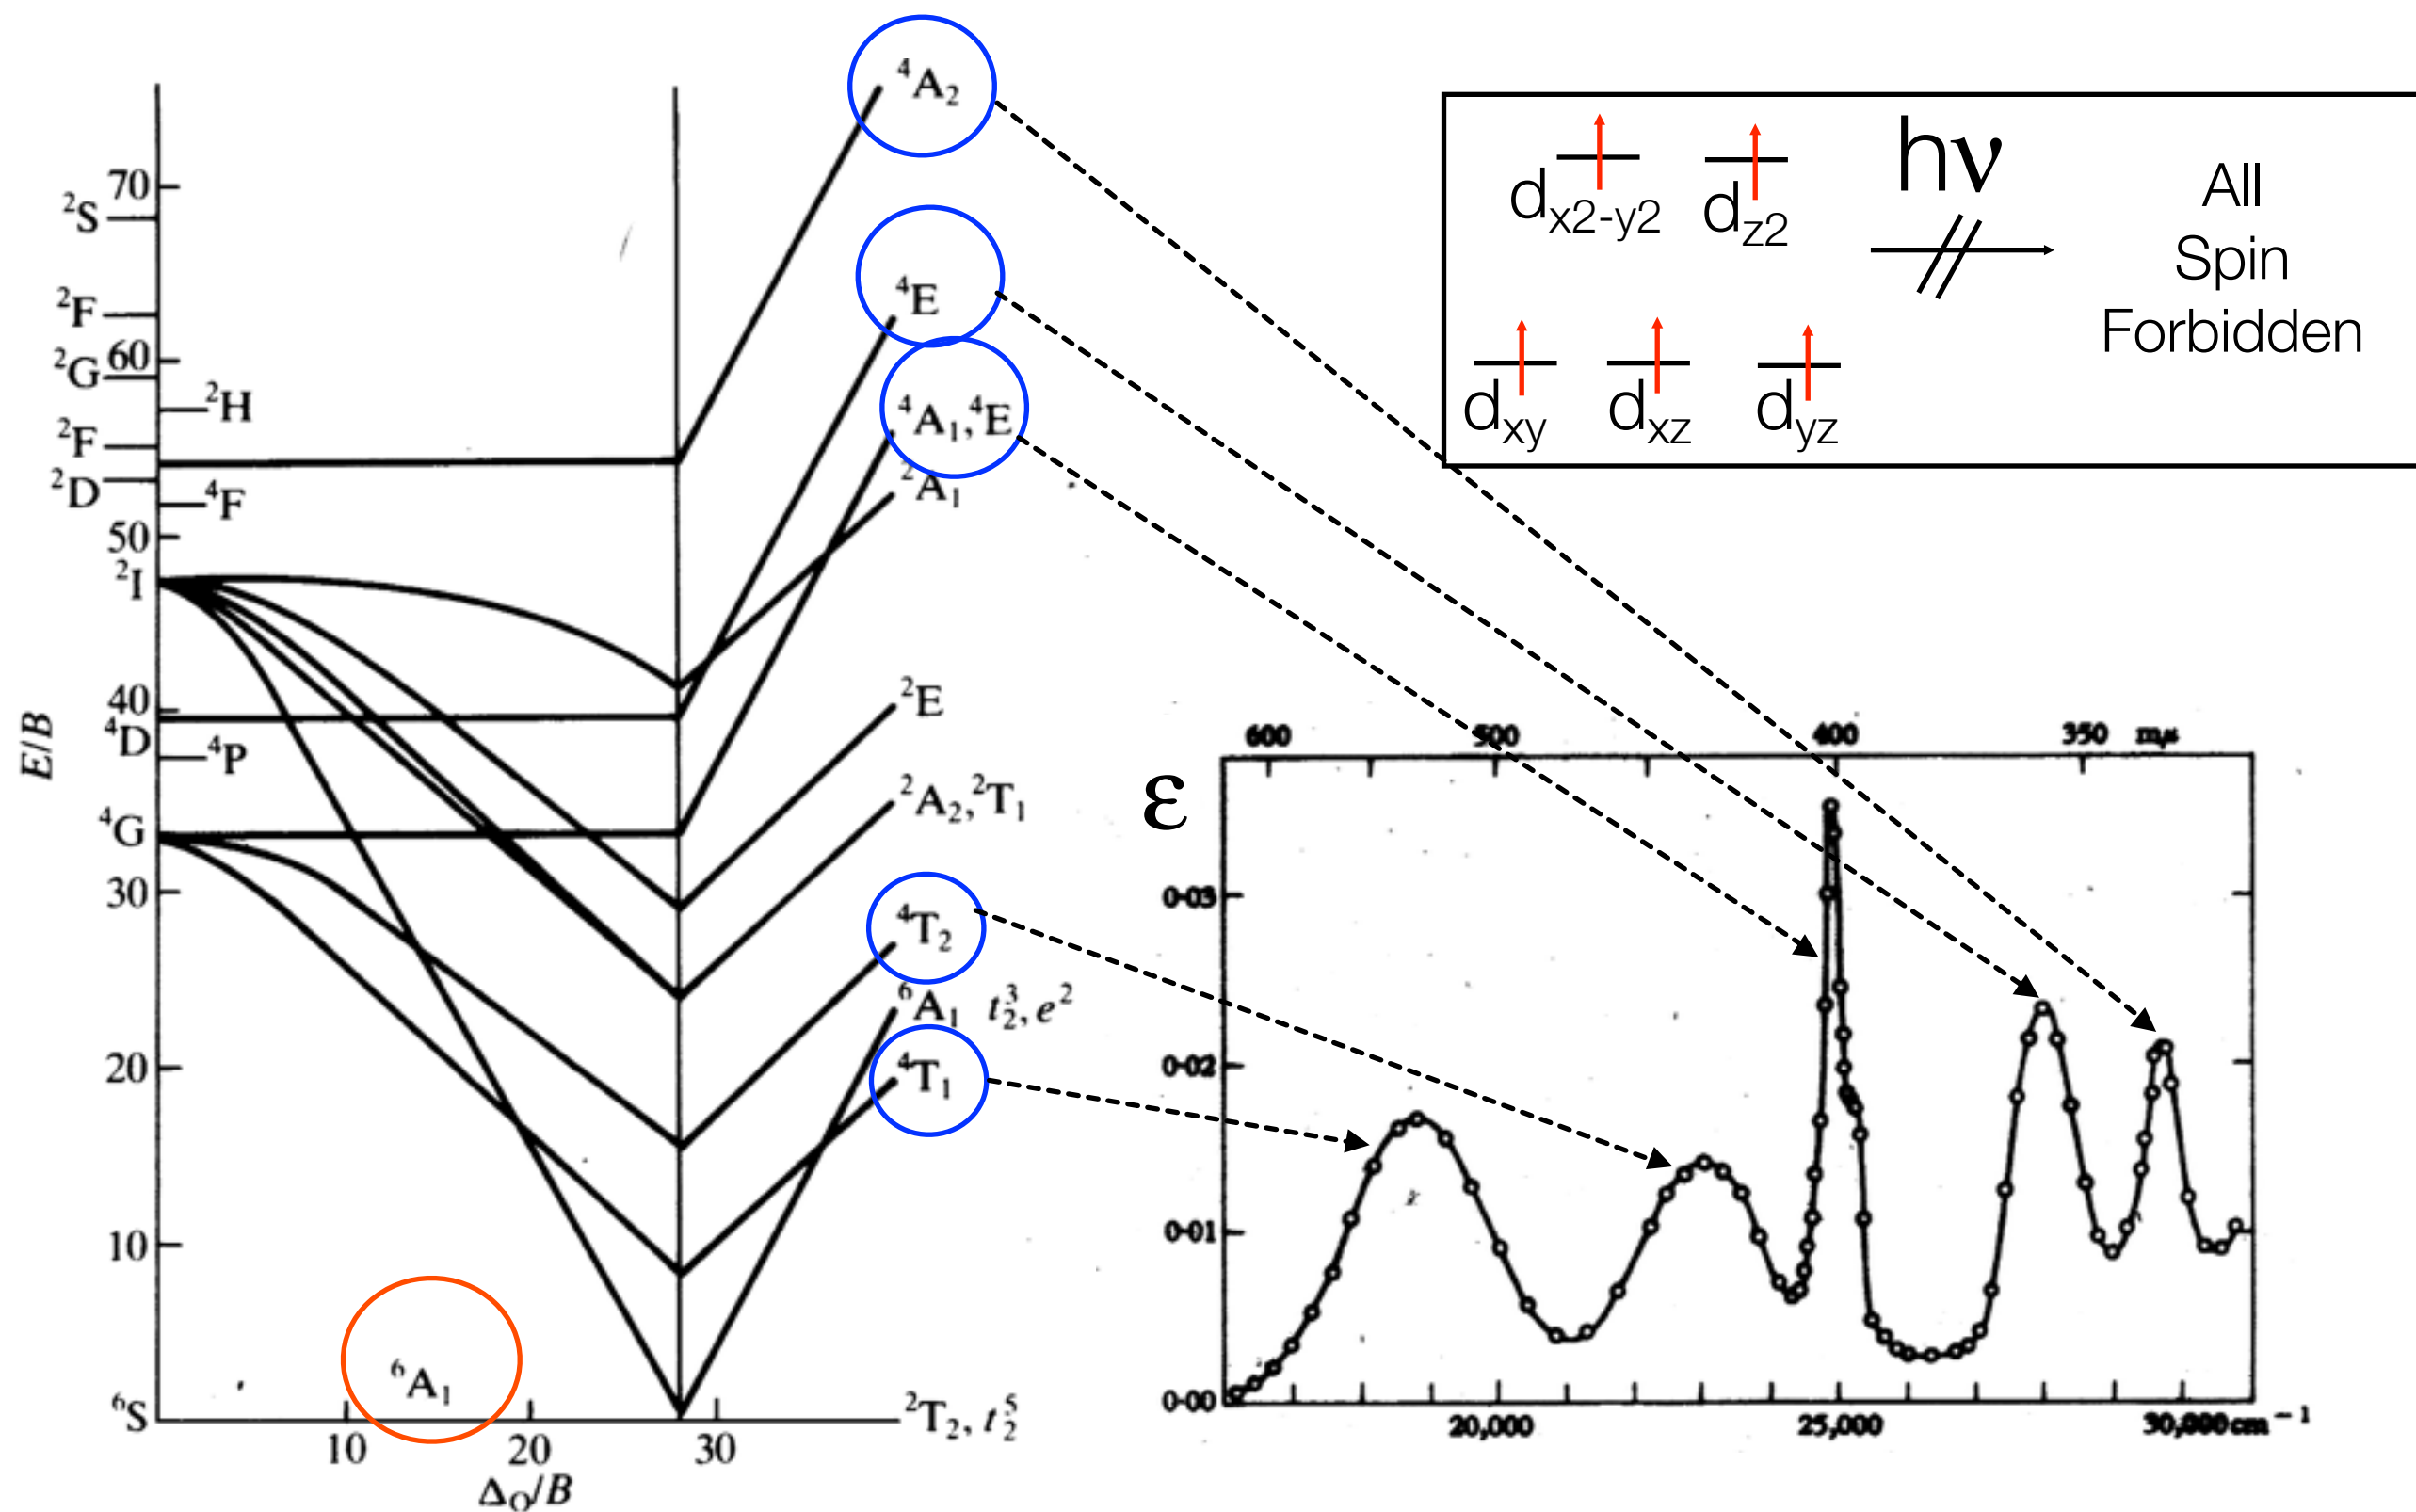 ⁴A₂
70
²S
²F
⁴E
²G
60
²H
⁴A₁,⁴E
²F
²A₁
²D
⁴F
50
²I
40
²E
⁴D
⁴P
²A₂,²T₁
⁴G
30
⁴T₂
⁶A₁ t₂³, e²
⁴T₁
20
10
⁶A₁
⁶S
²T₂, t₂⁵
10 20 30
Δ_O/B
E/B
d_x2-y2 d_z2
hν
d_xy d_xz d_yz
All
Spin
Forbidden
600 500 400 350 mμ
ε
0·03
0·02
0·01
0·00
20,000 25,000 30,000cm⁻¹